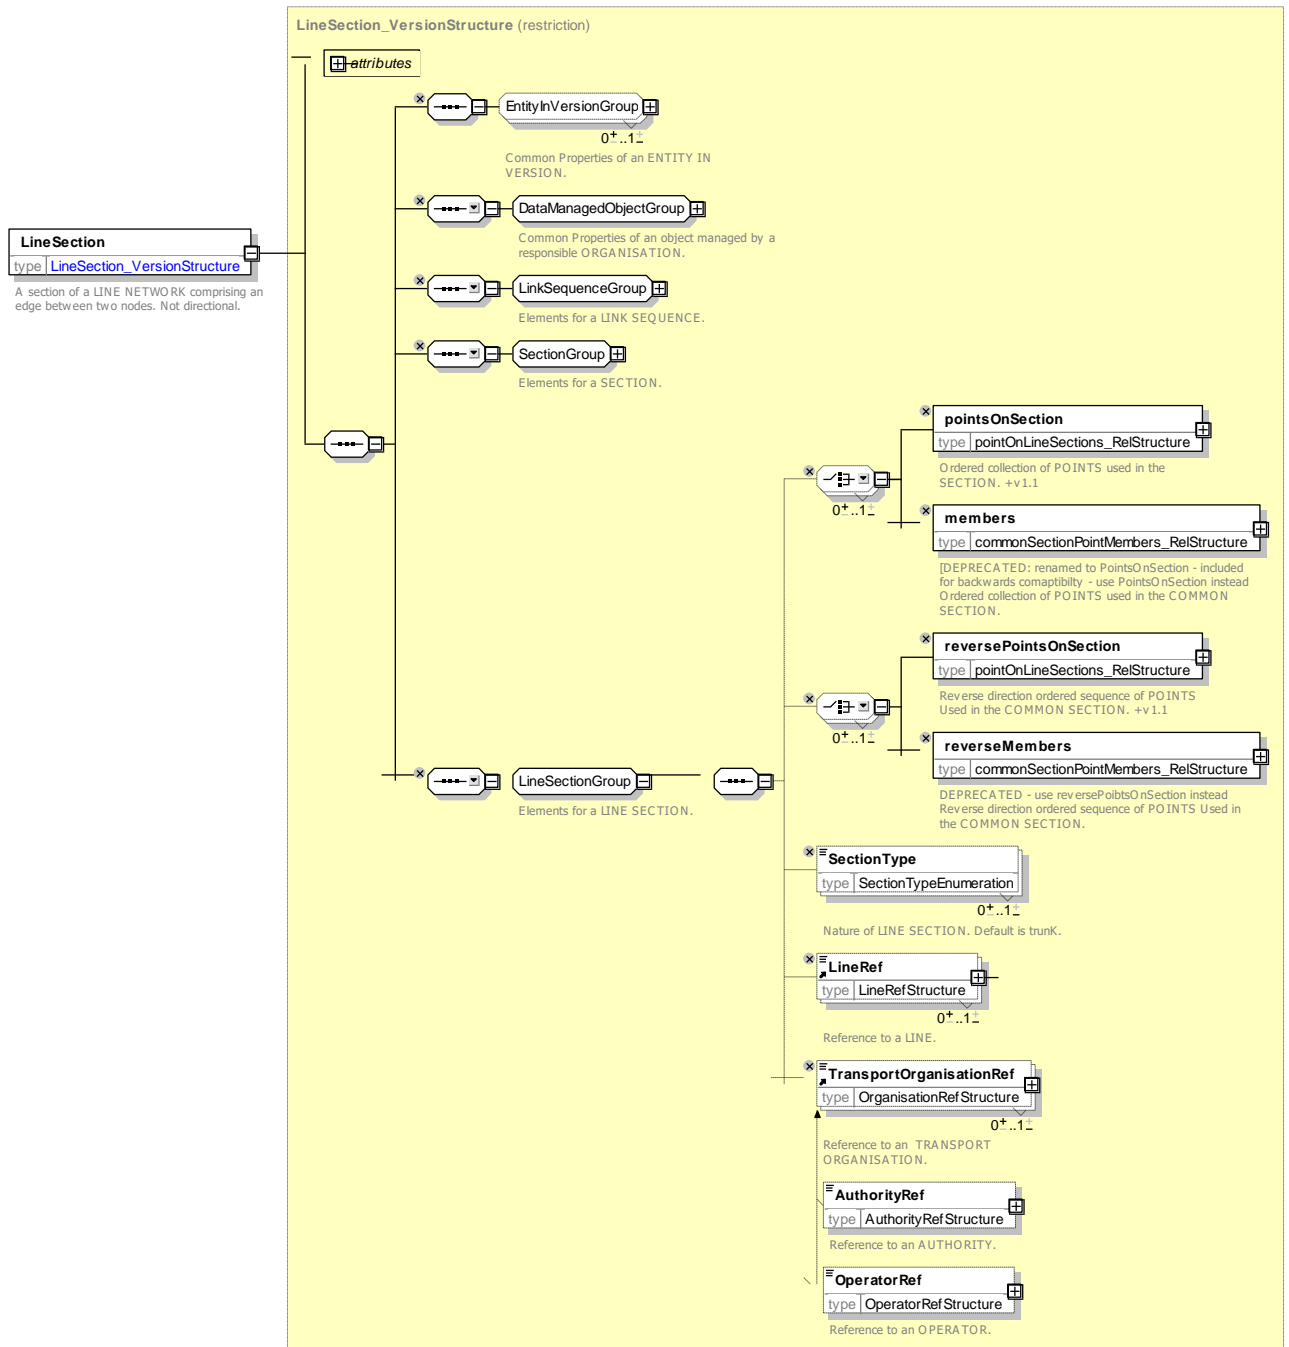 LineSection_VersionStructure (restriction)
attributes
EntityInVersionGroup
0..1
Common Properties of an ENTITY IN
VERSION.
DataManagedObjectGroup
Common Properties of an object managed by a
responsible ORGANISATION.
LineSection
type LineSection_VersionStructure
A section of a LINE NETWORK comprising an
edge between two nodes. Not directional.
LinkSequenceGroup
Elements for a LINK SEQUENCE.
SectionGroup
Elements for a SECTION.
pointsOnSection
type pointOnLineSections_RelStructure
Ordered collection of POINTS used in the
SECTION. +v1.1
0..1
members
type commonSectionPointMembers_RelStructure
[DEPRECATED: renamed to PointsOnSection - included
for backwards comaptibilty - use PointsOnSection instead
Ordered collection of POINTS used in the COMMON
SECTION.
reversePointsOnSection
type pointOnLineSections_RelStructure
Reverse direction ordered sequence of POINTS
Used in the COMMON SECTION. +v1.1
0..1
reverseMembers
type commonSectionPointMembers_RelStructure
DEPRECATED - use reversePoibtsOnSection instead
Reverse direction ordered sequence of POINTS Used in
the COMMON SECTION.
LineSectionGroup
Elements for a LINE SECTION.
SectionType
type SectionTypeEnumeration
0..1
Nature of LINE SECTION. Default is trunK.
LineRef
type LineRefStructure
0..1
Reference to a LINE.
TransportOrganisationRef
type OrganisationRefStructure
0..1
Reference to an TRANSPORT
ORGANISATION.
AuthorityRef
type AuthorityRefStructure
Reference to an AUTHORITY.
OperatorRef
type OperatorRefStructure
Reference to an OPERATOR.